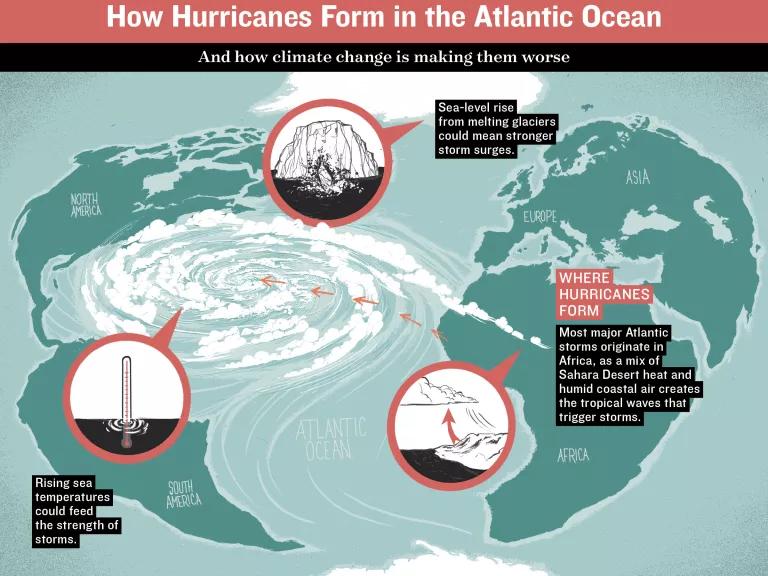 How Hurricanes Form in the Atlantic Ocean
And how climate change is making them worse
Sea-level rise
from melting glaciers
could mean stronger
storm surges.
NORTH
AMERICA
ASIA
EUROPE
WHERE
HURRICANES
FORM
Most major Atlantic
storms originate in
Africa, as a mix of
Sahara Desert heat and
humid coastal air creates
the tropical waves that
trigger storms.
ATLANTIC
OCEAN
AFRICA
Rising sea
temperatures
could feed
the strength of
storms.
SOUTH
AMERICA